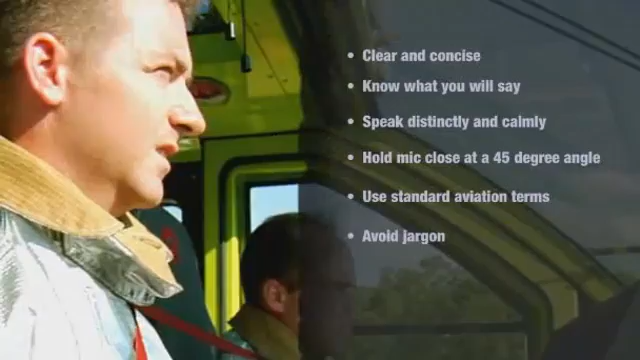 • Clear and concise
• Know what you will say
• Speak distinctly and calmly
• Hold mic close at a 45 degree angle
• Use standard aviation terms
• Avoid jargon